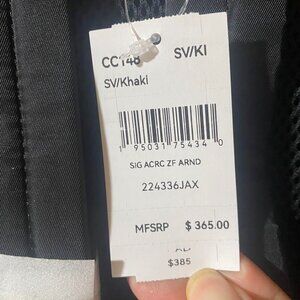 CC148 SV/KI
SV/Khaki
1 95031 75434 0
SIG ACRC ZF ARND
224336JAX
MFSRP $ 365.00
$385